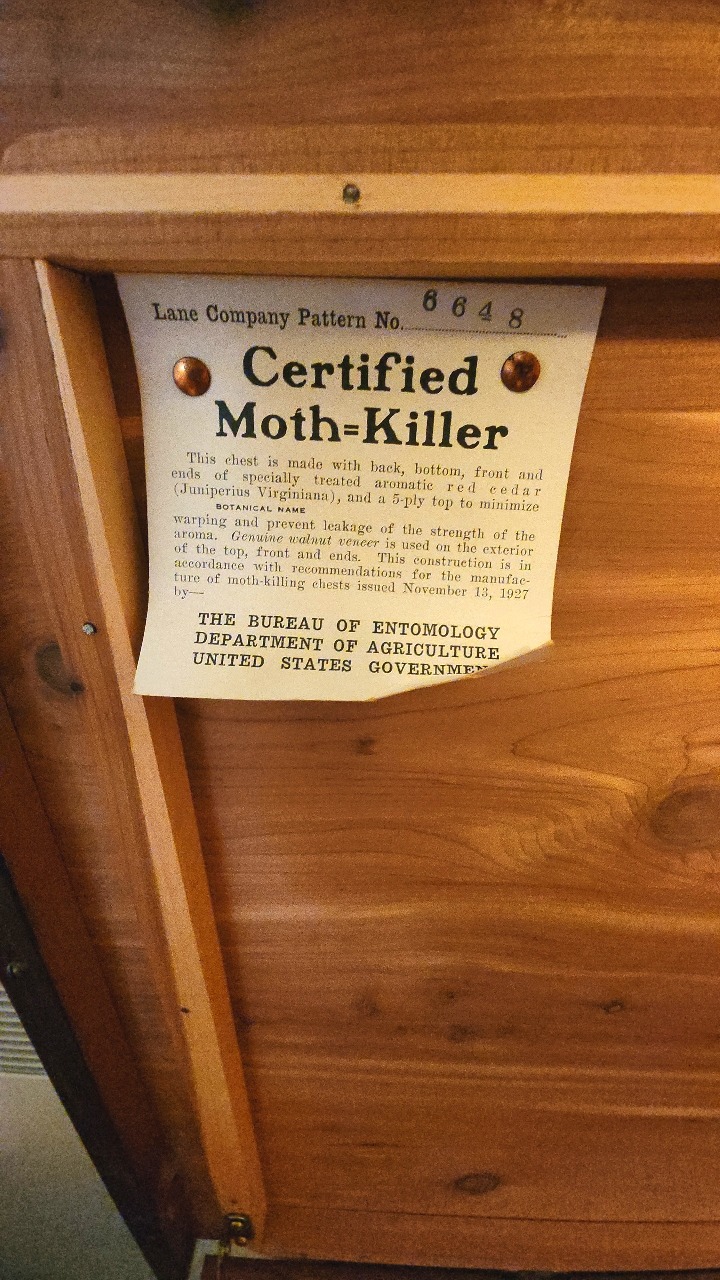 Lane Company Pattern No. 6648
Certified
Moth=Killer
This chest is made with back, bottom, front and
ends of specially treated aromatic red cedar
(Juniperius Virginiana), and a 5-ply top to minimize
BOTANICAL NAME
warping and prevent leakage of the strength of the
aroma. Genuine walnut veneer is used on the exterior
of the top, front and ends. This construction is in
accordance with recommendations for the manufac-
ture of moth-killing chests issued November 13, 1927
by—
THE BUREAU OF ENTOMOLOGY
DEPARTMENT OF AGRICULTURE
UNITED STATES GOVERNMEN